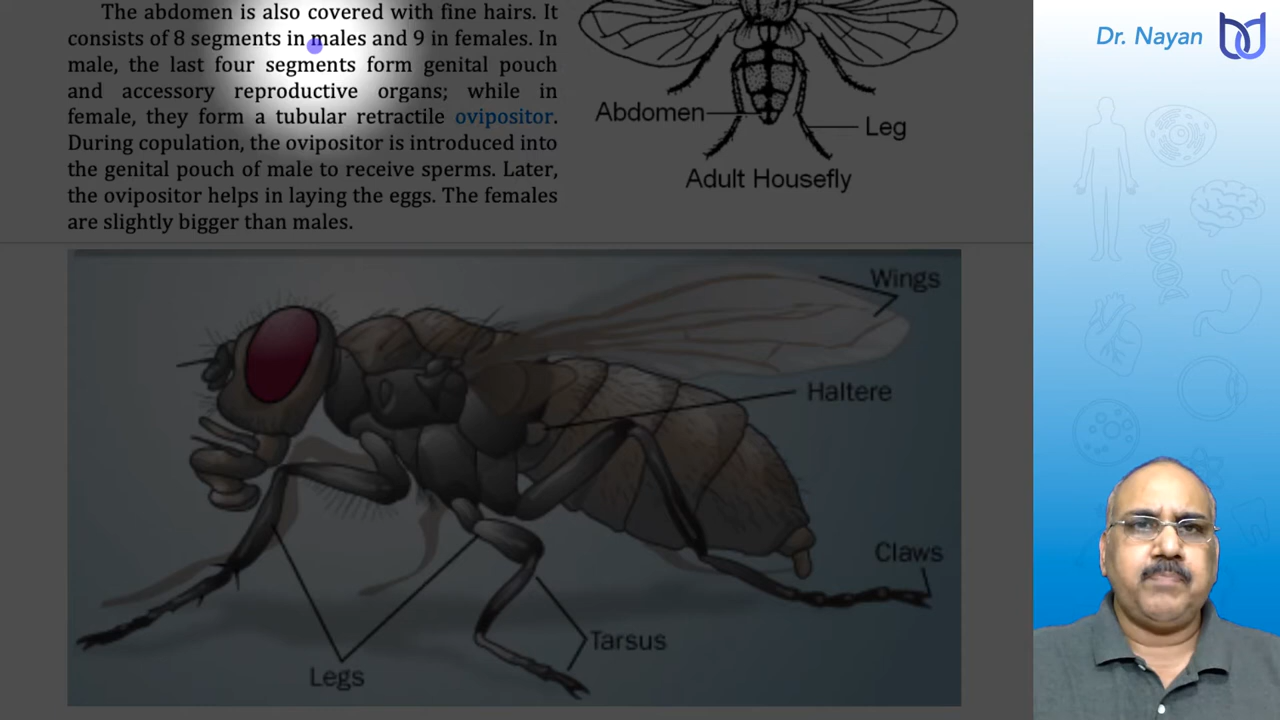 The abdomen is also covered with fine hairs. It
consists of 8 segments in males and 9 in females. In
male, the last four segments form genital pouch
and accessory reproductive organs; while in
female, they form a tubular retractile ovipositor.
During copulation, the ovipositor is introduced into
the genital pouch of male to receive sperms. Later,
the ovipositor helps in laying the eggs. The females
are slightly bigger than males.
Abdomen
Leg
Adult Housefly
Dr. Nayan
Wings
Haltere
Claws
Tarsus
Legs